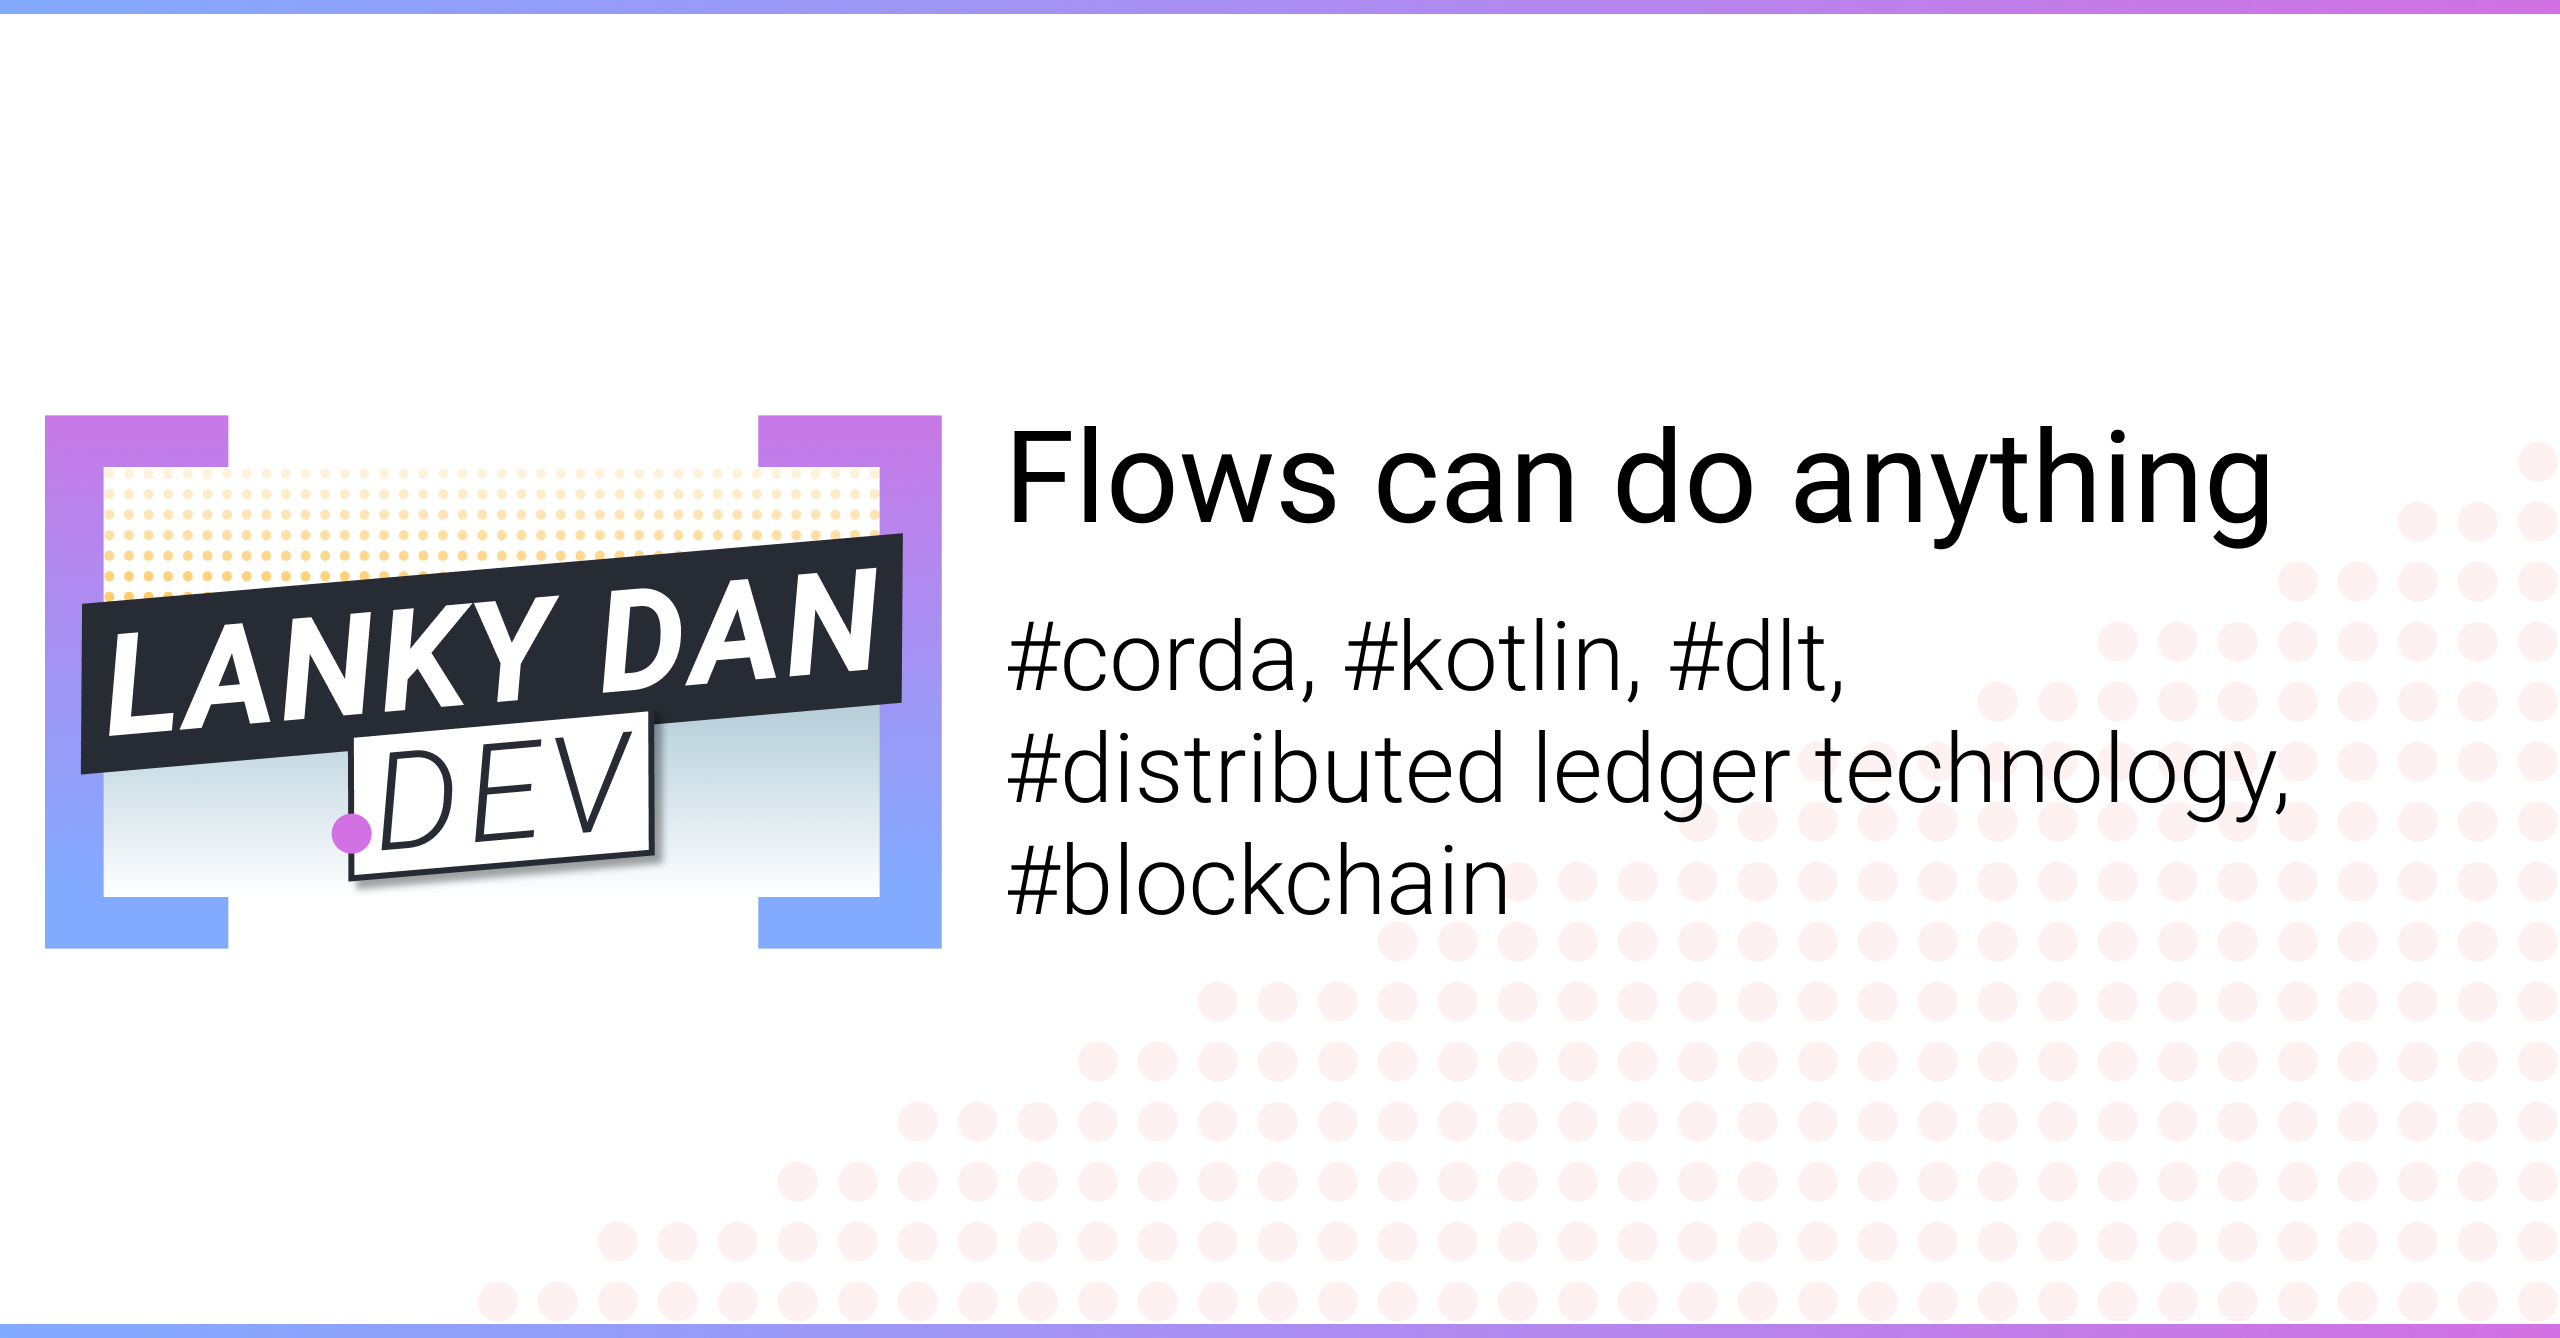 LANKY DAN
.DEV
Flows can do anything
#corda, #kotlin, #dlt,
#distributed ledger technology,
#blockchain